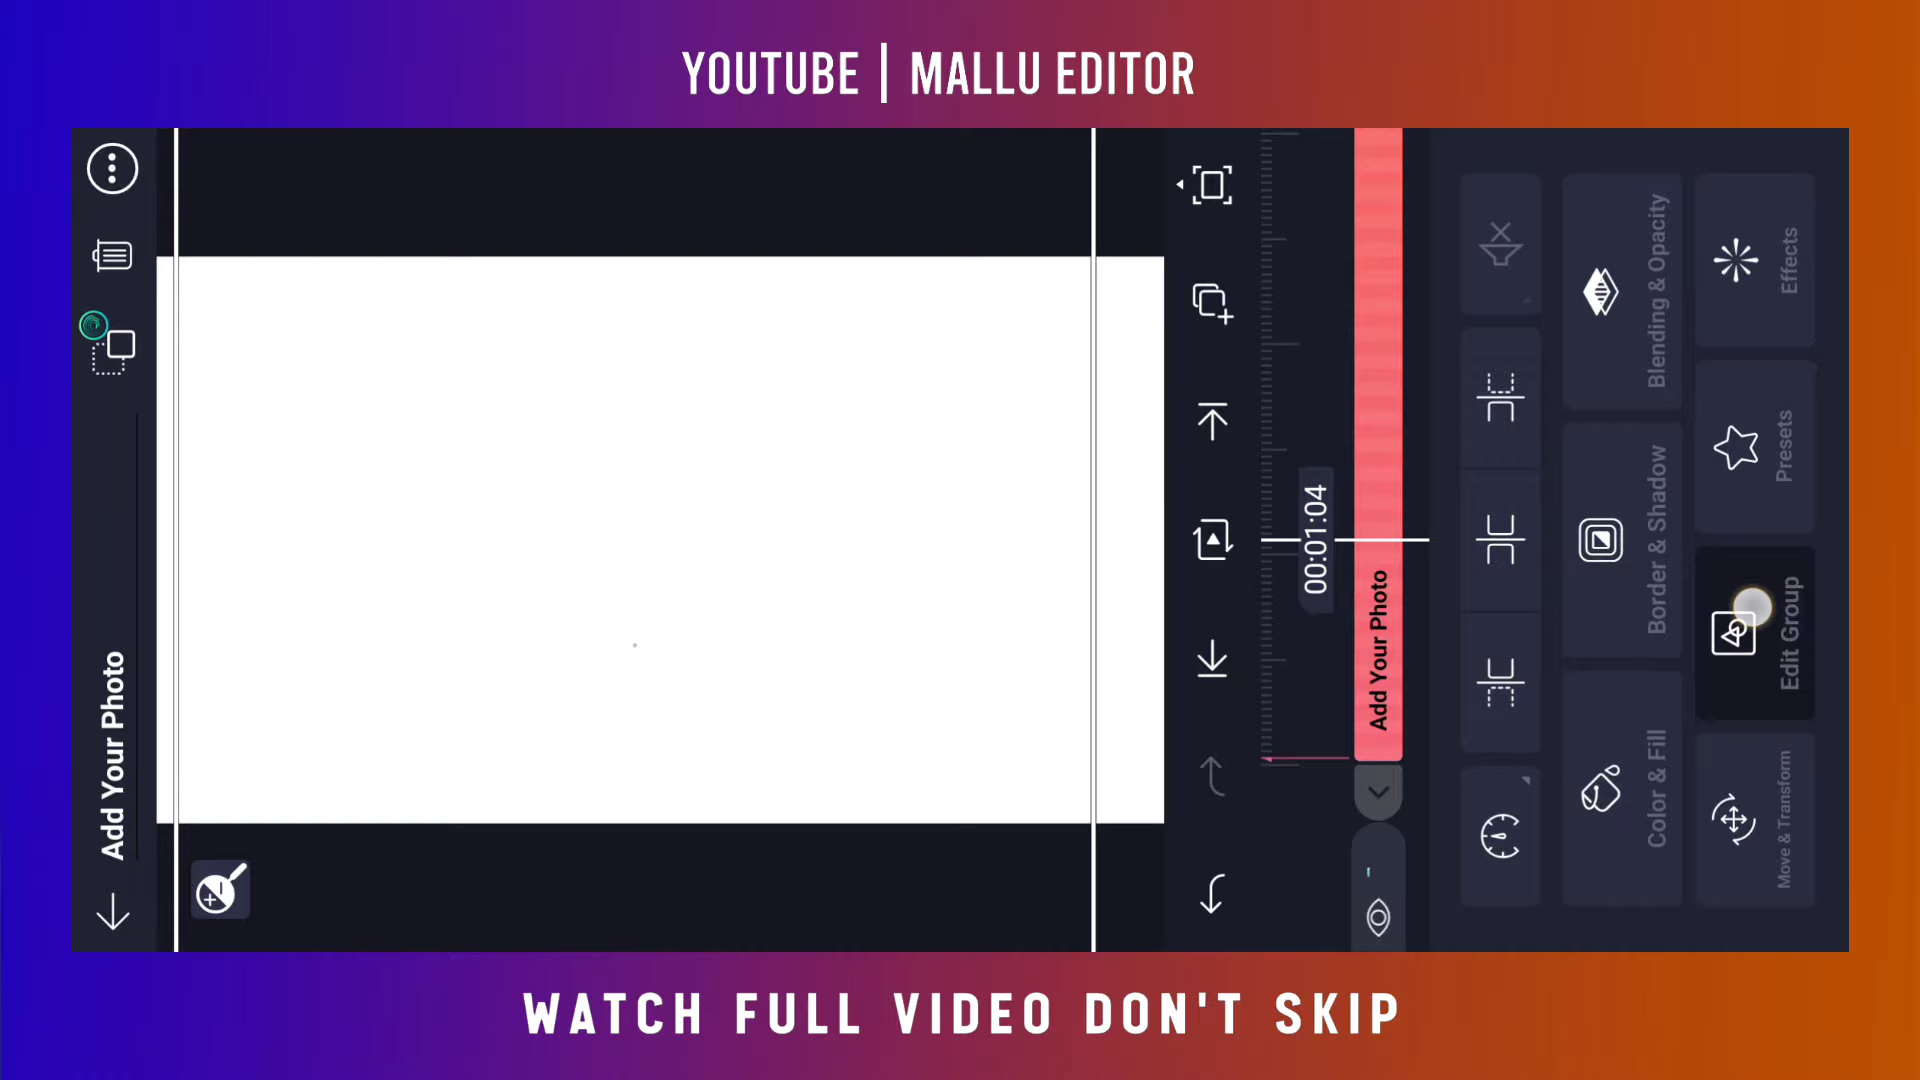 YOUTUBE | MALLU EDITOR
Add Your Photo
00:01:04
Add Your Photo
Blending & Opacity
Border & Shadow
Color & Fill
Effects
Presets
Edit Group
Move & Transform
WATCH FULL VIDEO DON'T SKIP